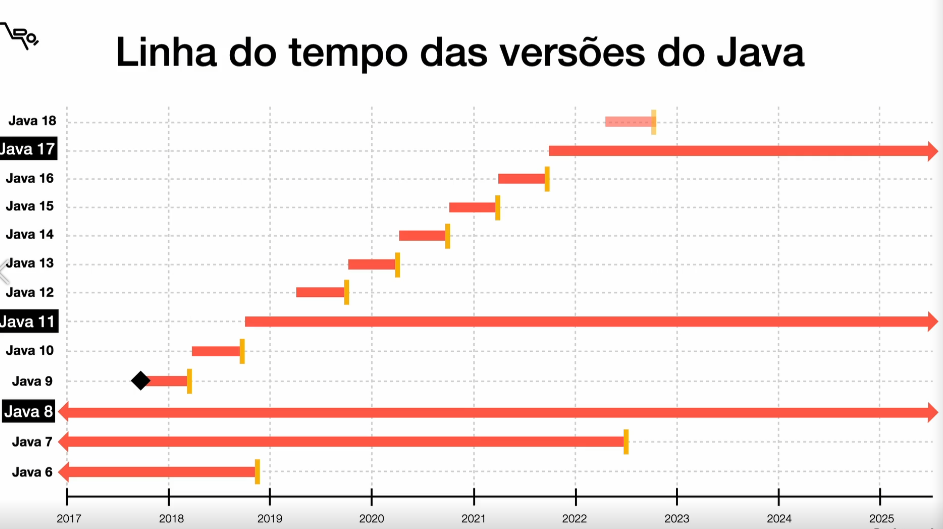 Linha do tempo das versões do Java
Java 18
Java 17
Java 16
Java 15
Java 14
Java 13
Java 12
Java 11
Java 10
Java 9
Java 8
Java 7
Java 6
2017 2018 2019 2020 2021 2022 2023 2024 2025